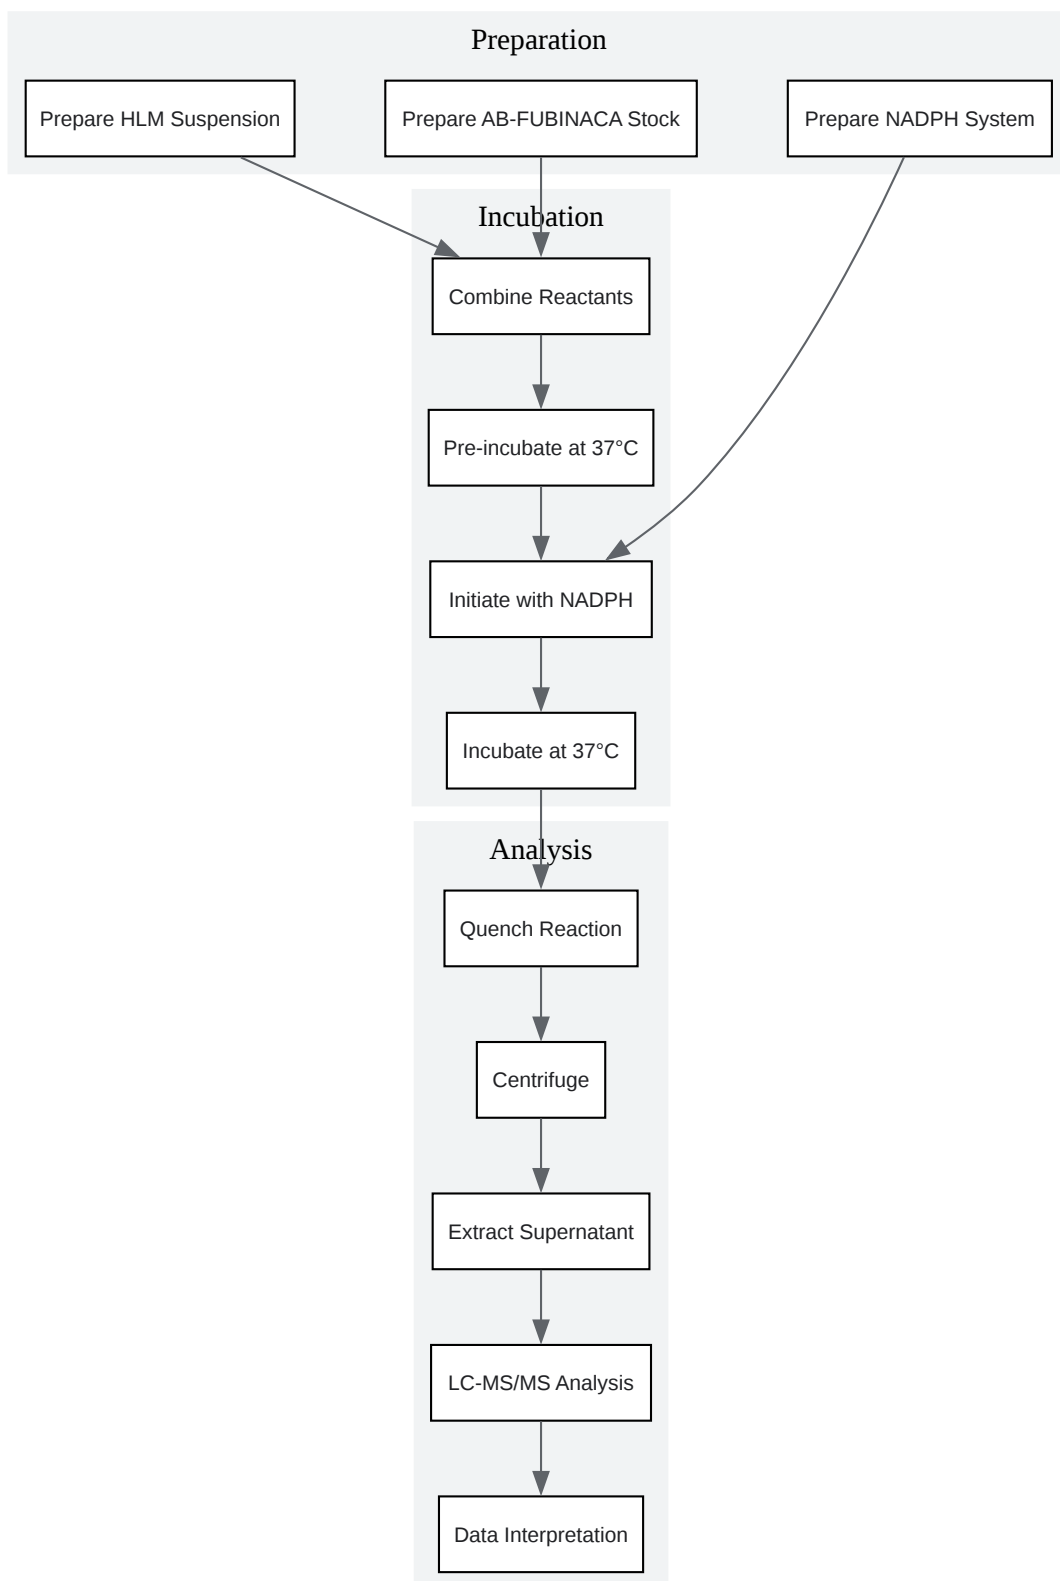 Preparation
Prepare HLM Suspension
Prepare AB-FUBINACA Stock
Prepare NADPH System
Incubation
Combine Reactants
Pre-incubate at 37°C
Initiate with NADPH
Incubate at 37°C
Analysis
Quench Reaction
Centrifuge
Extract Supernatant
LC-MS/MS Analysis
Data Interpretation